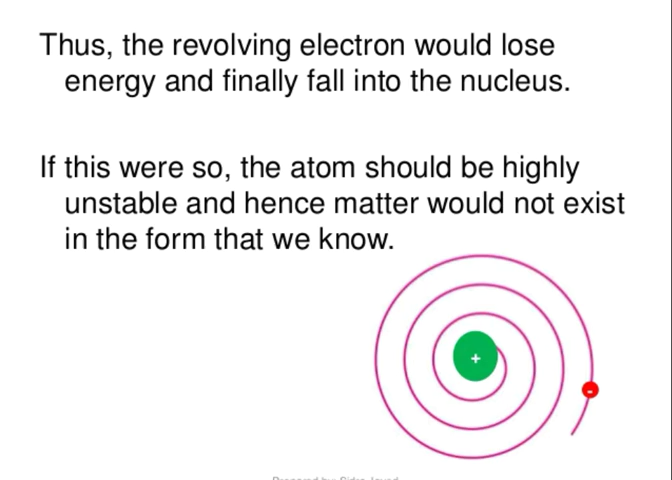 Thus, the revolving electron would lose
energy and finally fall into the nucleus.
If this were so, the atom should be highly
unstable and hence matter would not exist
in the form that we know.
+
-